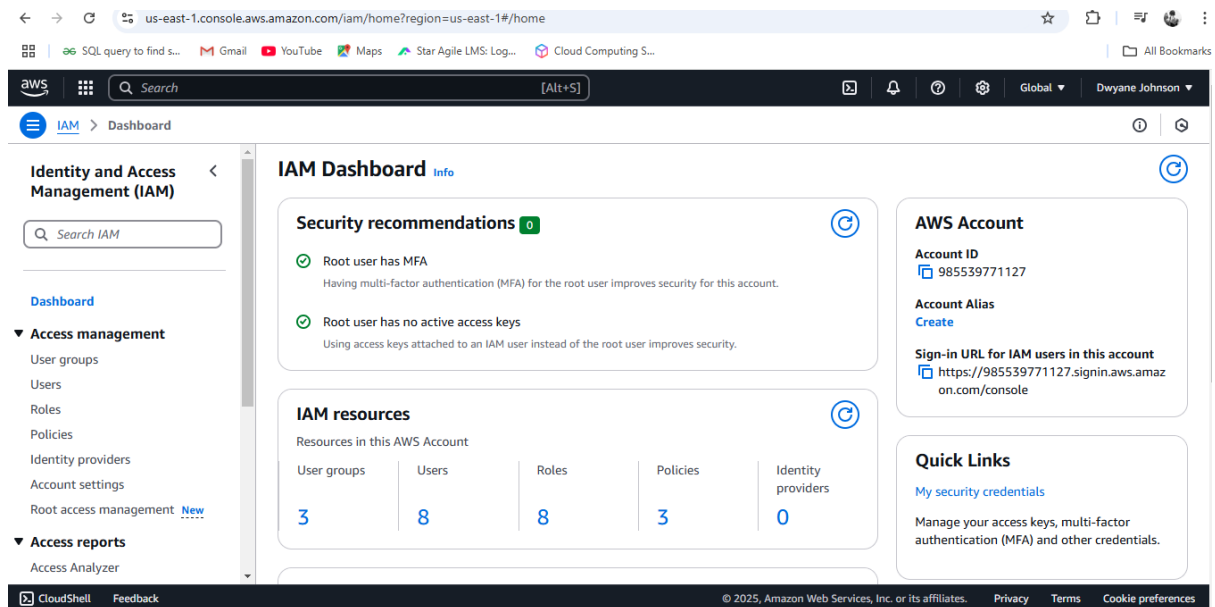 us-east-1.console.aws.amazon.com/iam/home?region=us-east-1#/home
SQL query to find s... Gmail YouTube Maps Star Agile LMS: Log... Cloud Computing S... All Bookmarks
aws Search [Alt+S] Global Dwyane Johnson
IAM > Dashboard
Identity and Access
Management (IAM)
Search IAM
Dashboard
Access management
User groups
Users
Roles
Policies
Identity providers
Account settings
Root access management New
Access reports
Access Analyzer
IAM Dashboard Info
Security recommendations 0
Root user has MFA
Having multi-factor authentication (MFA) for the root user improves security for this account.
Root user has no active access keys
Using access keys attached to an IAM user instead of the root user improves security.
IAM resources
Resources in this AWS Account
User groups Users Roles Policies Identity
providers
3 8 8 3 0
AWS Account
Account ID
985539771127
Account Alias
Create
Sign-in URL for IAM users in this account
https://985539771127.signin.aws.amaz
on.com/console
Quick Links
My security credentials
Manage your access keys, multi-factor
authentication (MFA) and other credentials.
CloudShell Feedback © 2025, Amazon Web Services, Inc. or its affiliates. Privacy Terms Cookie preferences